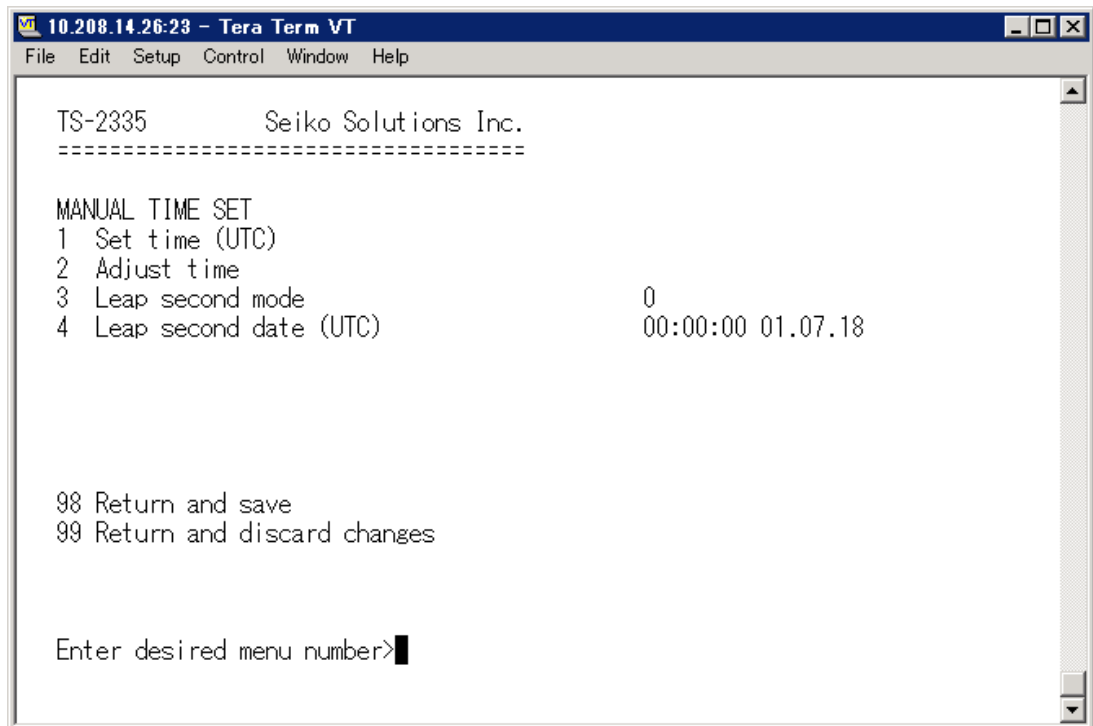 10.208.14.26:23 – Tera Term VT
File Edit Setup Control Window Help
TS-2335 Seiko Solutions Inc.
====================================
MANUAL TIME SET
1 Set time (UTC)
2 Adjust time
3 Leap second mode 0
4 Leap second date (UTC) 00:00:00 01.07.18
98 Return and save
99 Return and discard changes
Enter desired menu number>